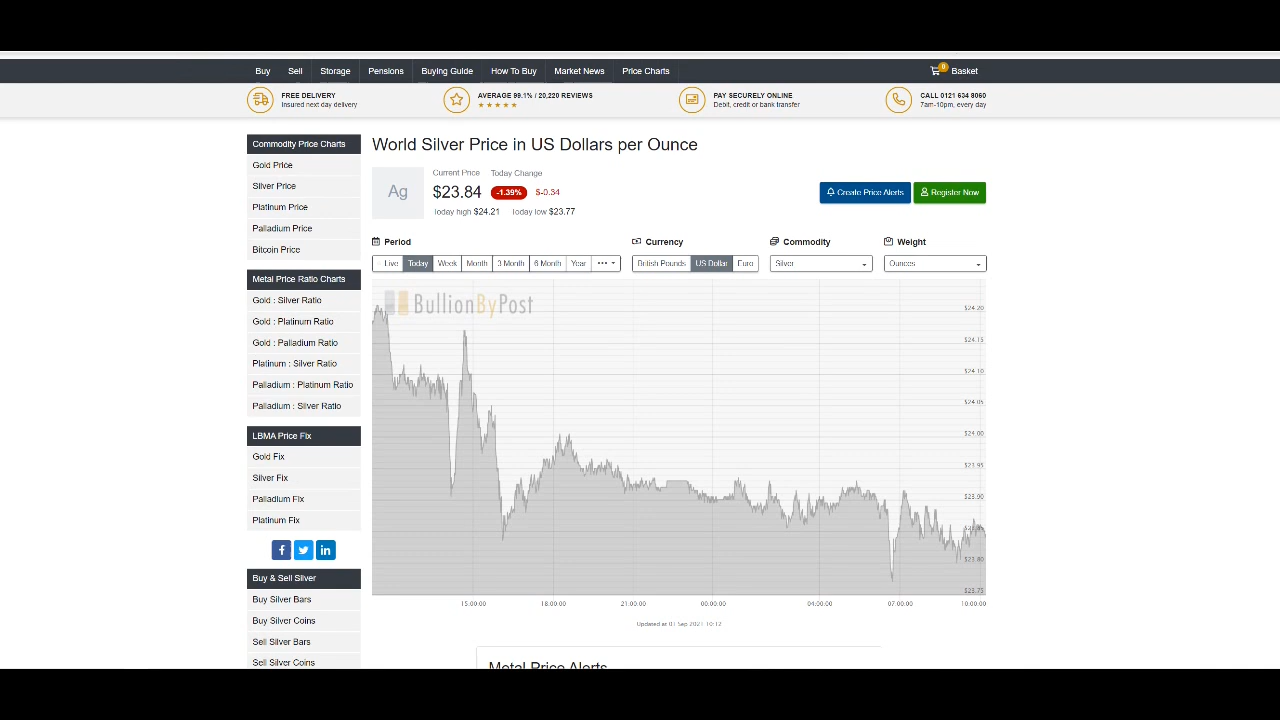 Buy Sell Storage Pensions Buying Guide How To Buy Market News Price Charts 0 Basket
FREE DELIVERY
Insured next day delivery
AVERAGE 99.1% / 20,220 REVIEWS
PAY SECURELY ONLINE
Debit, credit or bank transfer
CALL 0121 634 8060
7am-10pm, every day
Commodity Price Charts
Gold Price
Silver Price
Platinum Price
Palladium Price
Bitcoin Price
Metal Price Ratio Charts
Gold : Silver Ratio
Gold : Platinum Ratio
Gold : Palladium Ratio
Platinum : Silver Ratio
Palladium : Platinum Ratio
Palladium : Silver Ratio
LBMA Price Fix
Gold Fix
Silver Fix
Palladium Fix
Platinum Fix
Buy & Sell Silver
Buy Silver Bars
Buy Silver Coins
Sell Silver Bars
Sell Silver Coins
World Silver Price in US Dollars per Ounce
Ag
Current Price Today Change
$23.84 -1.39% $-0.34
Today high $24.21 Today low $23.77
Create Price Alerts Register Now
Period Currency Commodity Weight
Live Today Week Month 3 Month 6 Month Year ••• British Pounds US Dollar Euro Silver Ounces
BullionByPost
$24.20
$24.15
$24.10
$24.05
$24.00
$23.95
$23.90
$23.85
$23.80
$23.75
15:00:00 18:00:00 21:00:00 00:00:00 04:00:00 07:00:00 10:00:00
Updated at 01 Sep 2021 10:12
Metal Price Alerts